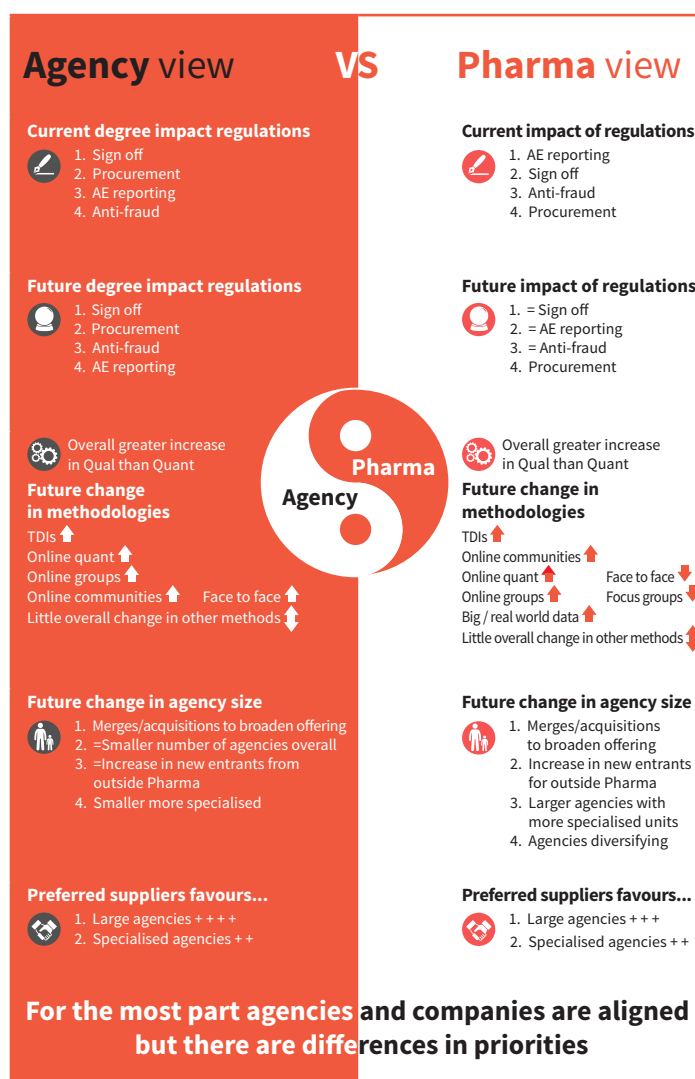 Agency view VS Pharma view
Current degree impact regulations
1. Sign off
2. Procurement
3. AE reporting
4. Anti-fraud
Future degree impact regulations
1. Sign off
2. Procurement
3. Anti-fraud
4. AE reporting
Overall greater increase
in Qual than Quant
Future change
in methodologies
TDIs
Online quant
Online groups
Online communities Face to face
Little overall change in other methods
Future change in agency size
1. Merges/acquisitions to broaden offering
2. =Smaller number of agencies overall
3. =Increase in new entrants from
outside Pharma
4. Smaller more specialised
Preferred suppliers favours...
1. Large agencies + + + +
2. Specialised agencies + +
Agency
Pharma
Current impact of regulations
1. AE reporting
2. Sign off
3. Anti-fraud
4. Procurement
Future impact of regulations
1. = Sign off
2. = AE reporting
3. = Anti-fraud
4. Procurement
Overall greater increase
in Qual than Quant
Future change in
methodologies
TDIs
Online communities
Online quant Face to face
Online groups Focus groups
Big / real world data
Little overall change in other methods
Future change in agency size
1. Merges/acquisitions
to broaden offering
2. Increase in new entrants
for outside Pharma
3. Larger agencies with
more specialised units
4. Agencies diversifying
Preferred suppliers favours...
1. Large agencies + + +
2. Specialised agencies + +
For the most part agencies and companies are aligned
but there are differences in priorities